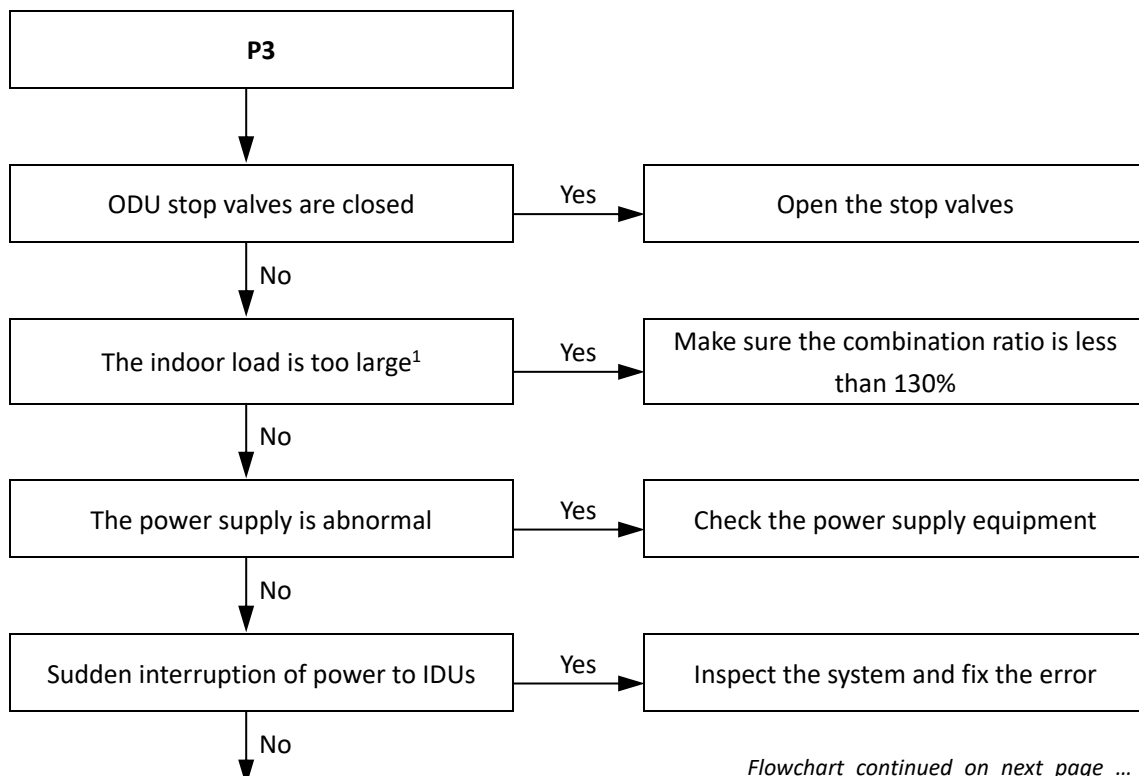 P3
ODU stop valves are closed
Yes
Open the stop valves
No
The indoor load is too large¹
Yes
Make sure the combination ratio is less
than 130%
No
The power supply is abnormal
Yes
Check the power supply equipment
No
Sudden interruption of power to IDUs
Yes
Inspect the system and fix the error
No
Flowchart continued on next page …